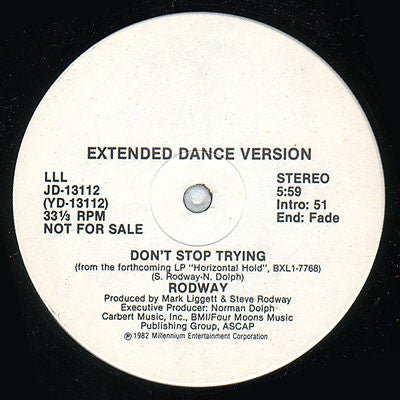 EXTENDED DANCE VERSION
LLL
JD-13112
(YD-13112)
33⅓ RPM
NOT FOR SALE
STEREO
5:59
Intro: 51
End: Fade
DON'T STOP TRYING
(from the forthcoming LP "Horizontal Hold", BXL1-7768)
(S. Rodway-N. Dolph)
RODWAY
Produced by Mark Liggett & Steve Rodway
Executive Producer: Norman Dolph
Carbert Music, Inc., BMI/Four Moons Music
Publishing Group, ASCAP
℗ 1982 Millennium Entertainment Corporation